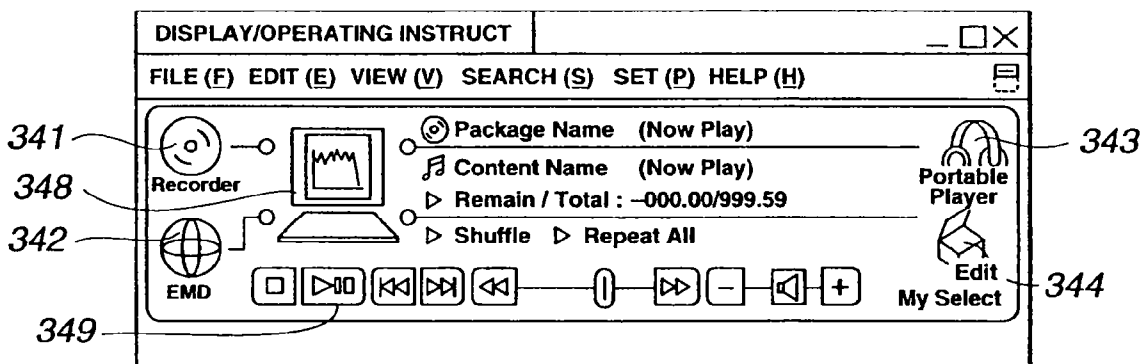 DISPLAY/OPERATING INSTRUCT
FILE (F) EDIT (E) VIEW (V) SEARCH (S) SET (P) HELP (H)
341
Recorder
348
342
EMD
349
Package Name (Now Play)
Content Name (Now Play)
Remain / Total : –000.00/999.59
Shuffle Repeat All
343
Portable
Player
Edit
My Select
344